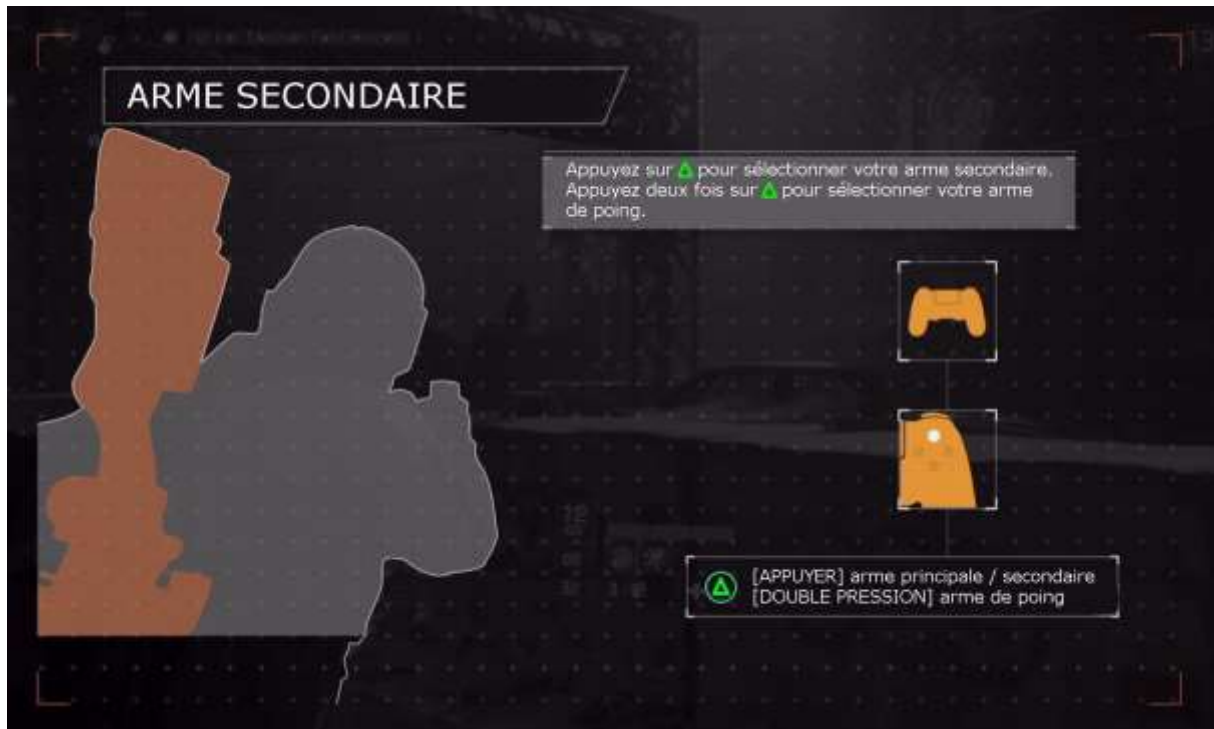 ARME SECONDAIRE
Appuyez sur pour sélectionner votre arme secondaire.
Appuyez deux fois sur pour sélectionner votre arme
de poing.
[APPUYER] arme principale / secondaire
[DOUBLE PRESSION] arme de poing